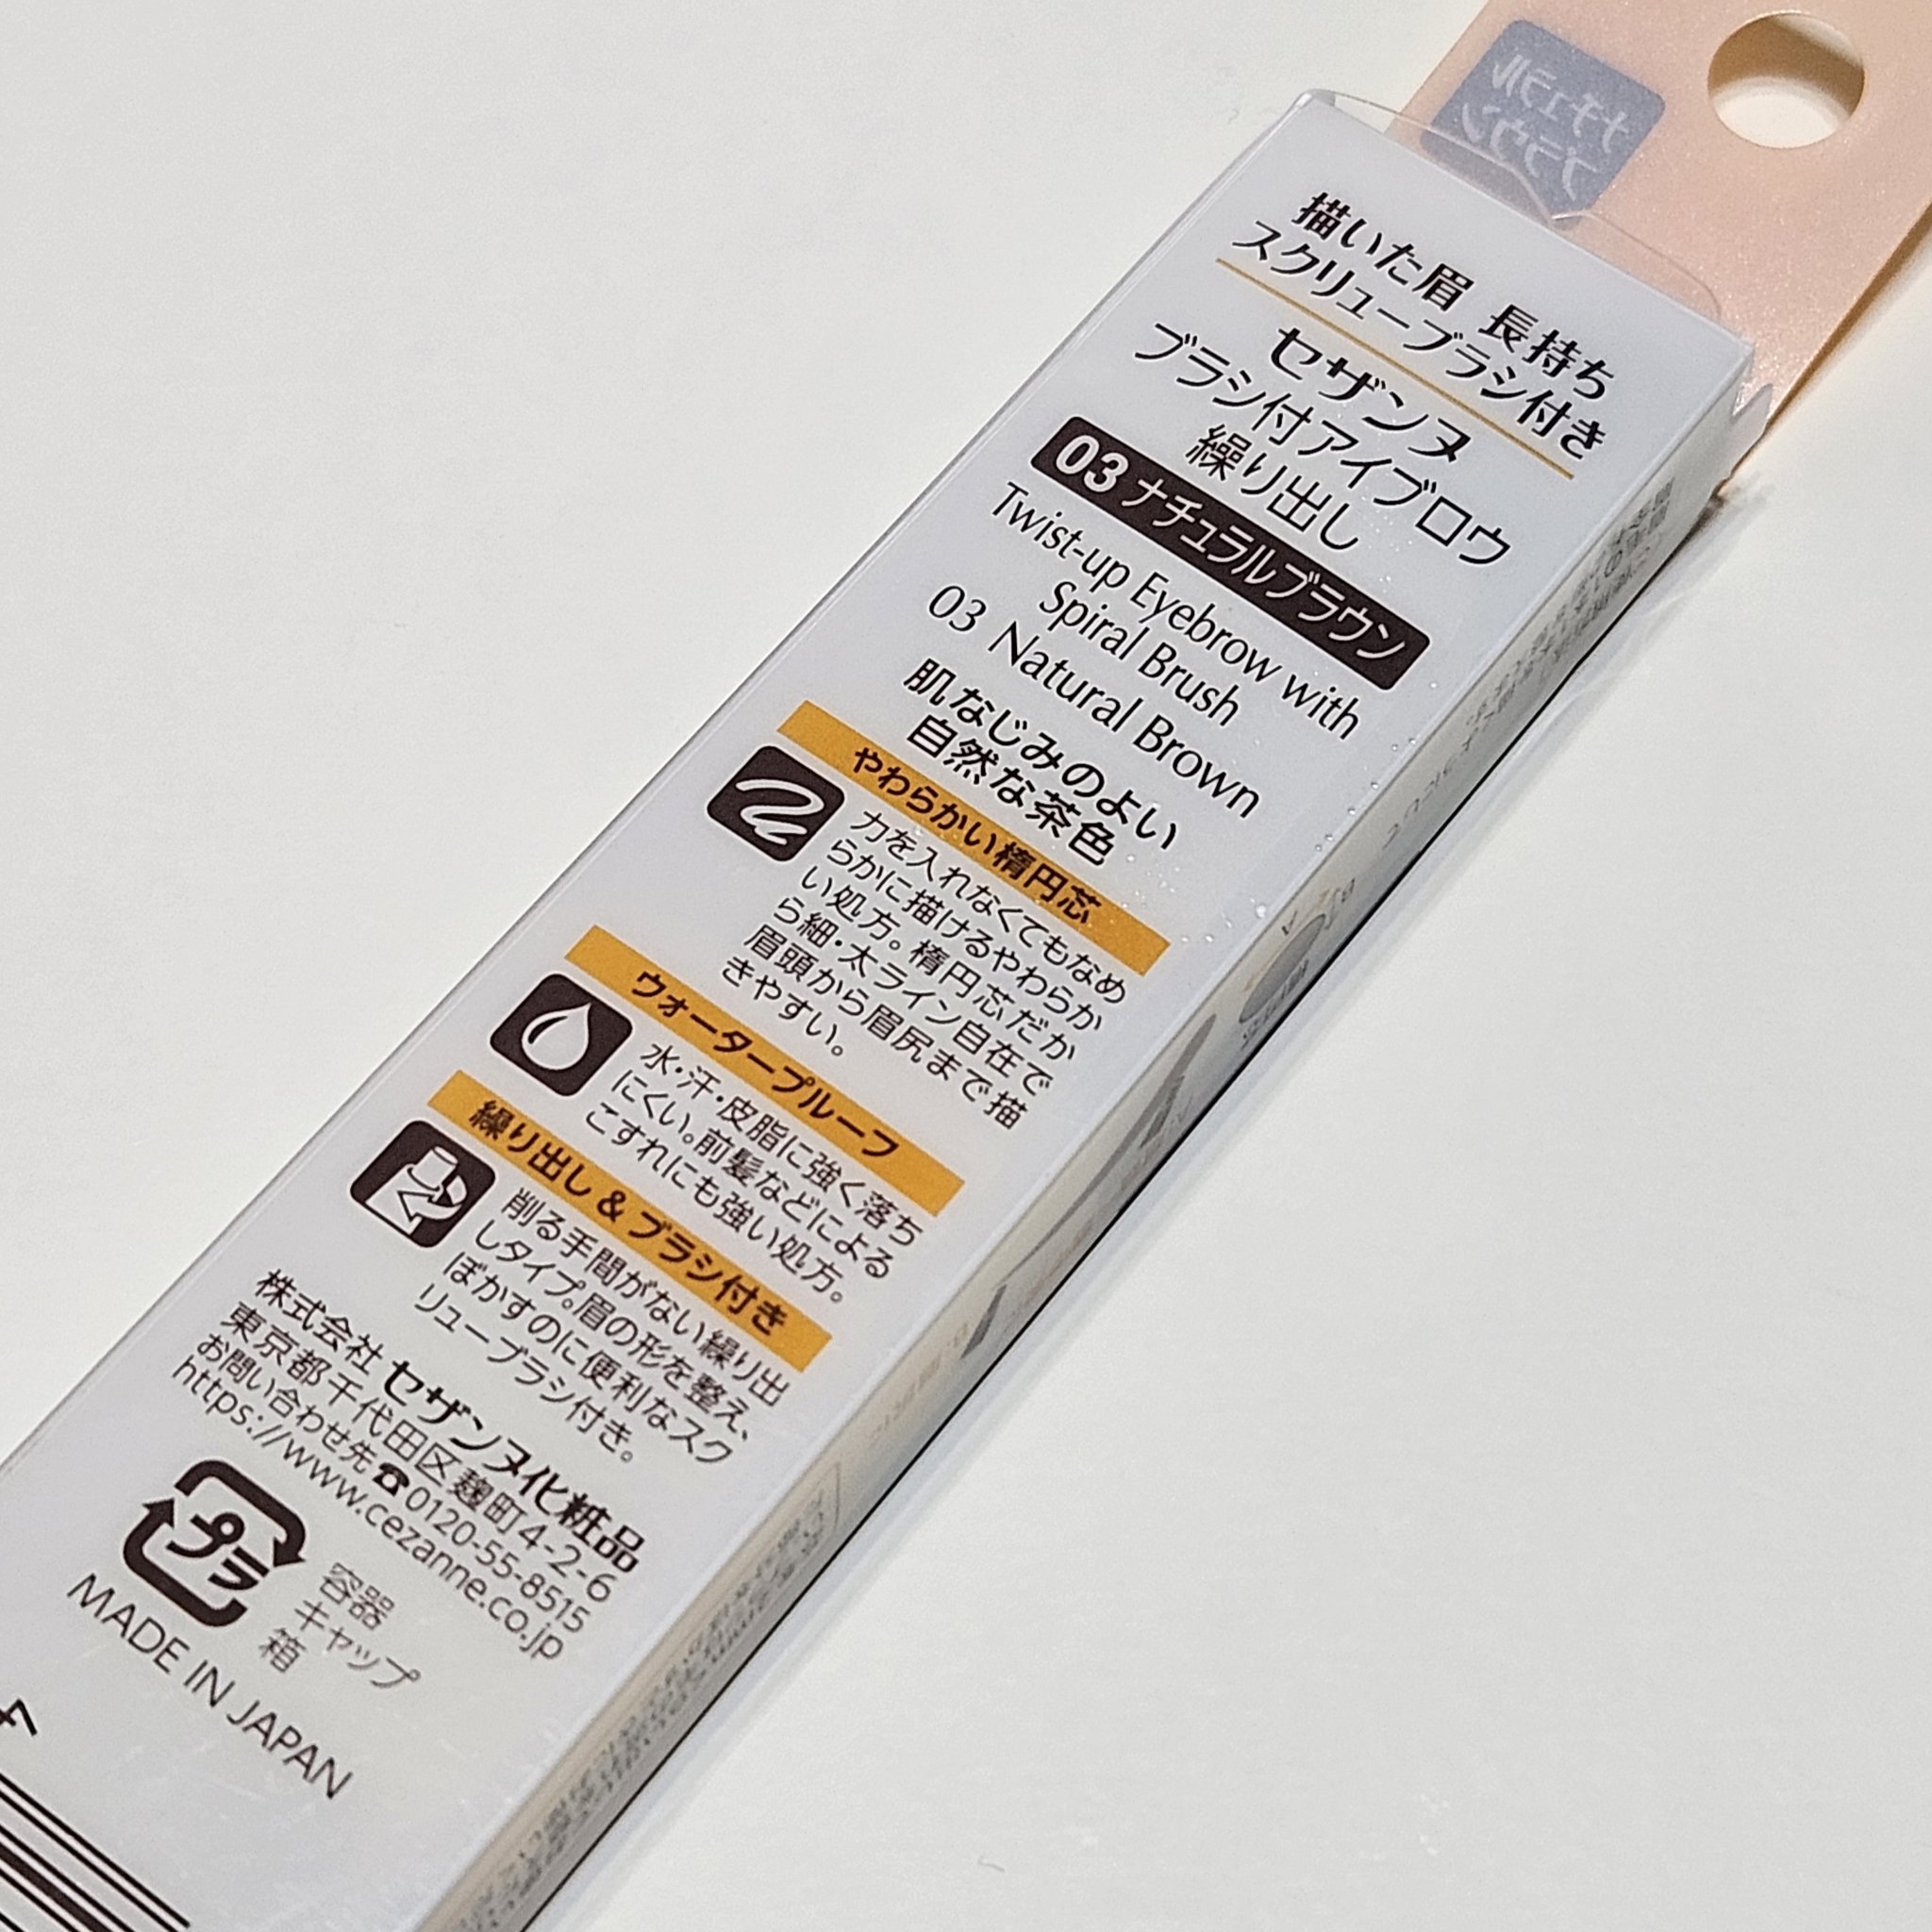 描いた眉 長持ち
スクリューブラシ付き
セザンヌ
ブラシ付アイブロウ
繰り出し
03 ナチュラルブラウン
Twist-up Eyebrow with
Spiral Brush
03 Natural Brown
肌なじみのよい
自然な茶色
やわらかい楕円芯
力を入れなくてもなめ
らかに描けるやわらか
い処方。楕円芯だか
ら細・太ライン自在で
眉頭から眉尻まで描
きやすい。
ウォータープルーフ
水・汗・皮脂に強く落ち
にくい。前髪などによる
こすれにも強い処方。
繰り出し & ブラシ付き
削る手間がない繰り出
しタイプ。眉の形を整え、
ぼかすのに便利なスク
リューブラシ付き。
株式会社 セザンヌ化粧品
東京都千代田区麹町4-2-6
お問い合わせ先☎0120-55-8515
https://www.cezanne.co.jp
プラ
容器
キャップ
箱
MADE IN JAPAN
4
ナチュラル
ブラウン